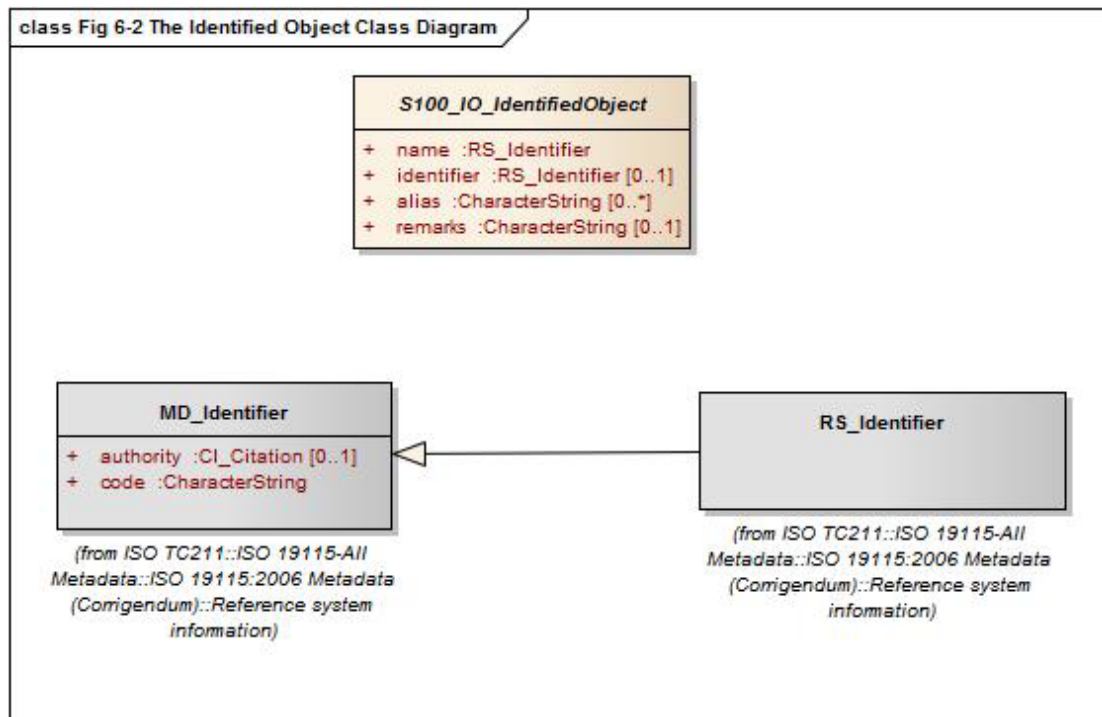 class Fig 6-2 The Identified Object Class Diagram
S100_IO_IdentifiedObject
+ name :RS_Identifier
+ identifier :RS_Identifier [0..1]
+ alias :CharacterString [0..*]
+ remarks :CharacterString [0..1]
MD_Identifier
+ authority :CI_Citation [0..1]
+ code :CharacterString
(from ISO TC211::ISO 19115-All
Metadata::ISO 19115:2006 Metadata
(Corrigendum)::Reference system
information)
RS_Identifier
(from ISO TC211::ISO 19115-All
Metadata::ISO 19115:2006 Metadata
(Corrigendum)::Reference system
information)